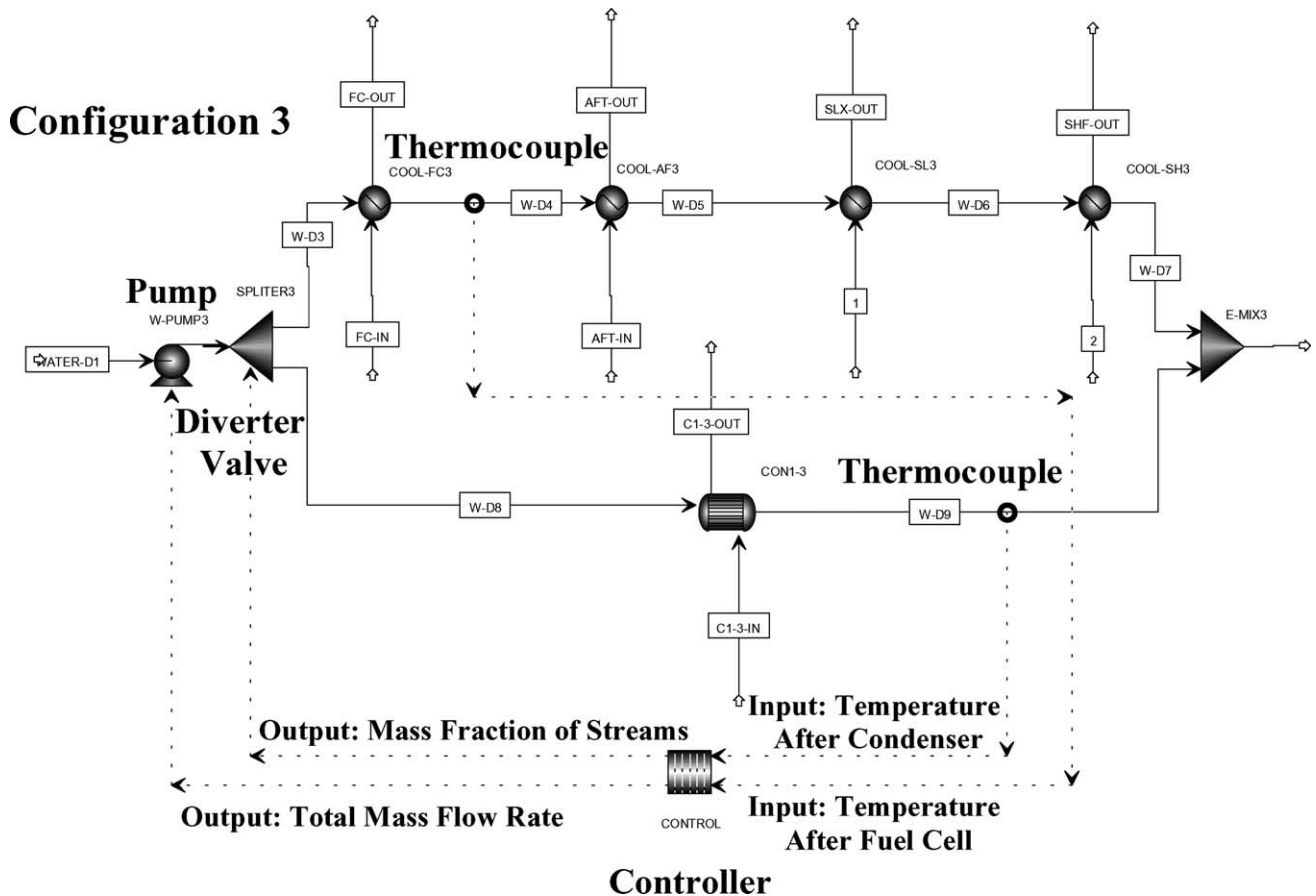 FC-OUT
AFT-OUT
SLX-OUT
SHF-OUT
Configuration 3
Thermocouple
COOL-FC3
COOL-AF3
COOL-SL3
COOL-SH3
W-D3
W-D4
W-D5
W-D6
W-D7
Pump
SPLITER3
W-PUMP3
E-MIX3
FC-IN
AFT-IN
1
2
WATER-D1
Diverter
Valve
C1-3-OUT
CON1-3
Thermocouple
W-D8
W-D9
C1-3-IN
Output: Mass Fraction of Streams
Input: Temperature
After Condenser
Output: Total Mass Flow Rate
CONTROL
Input: Temperature
After Fuel Cell
Controller